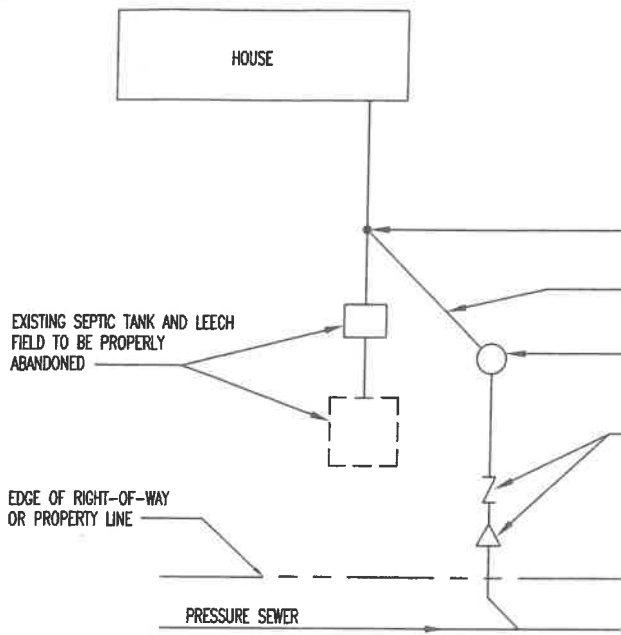 HOUSE
EXISTING SEPTIC TANK AND LEECH
FIELD TO BE PROPERLY
ABANDONED
EDGE OF RIGHT-OF-WAY
OR PROPERTY LINE
PRESSURE SEWER